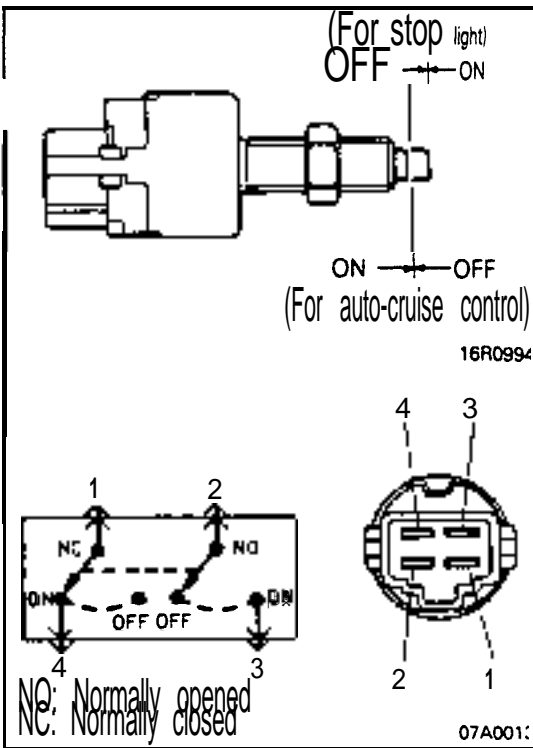 (For stop light)
OFF ON
ON OFF
(For auto-cruise control)
16R0994
4 3
1 2
NC NO
ON OFF OFF ON
4 3
2 1
NO: Normally opened
NC: Normally closed
07A001